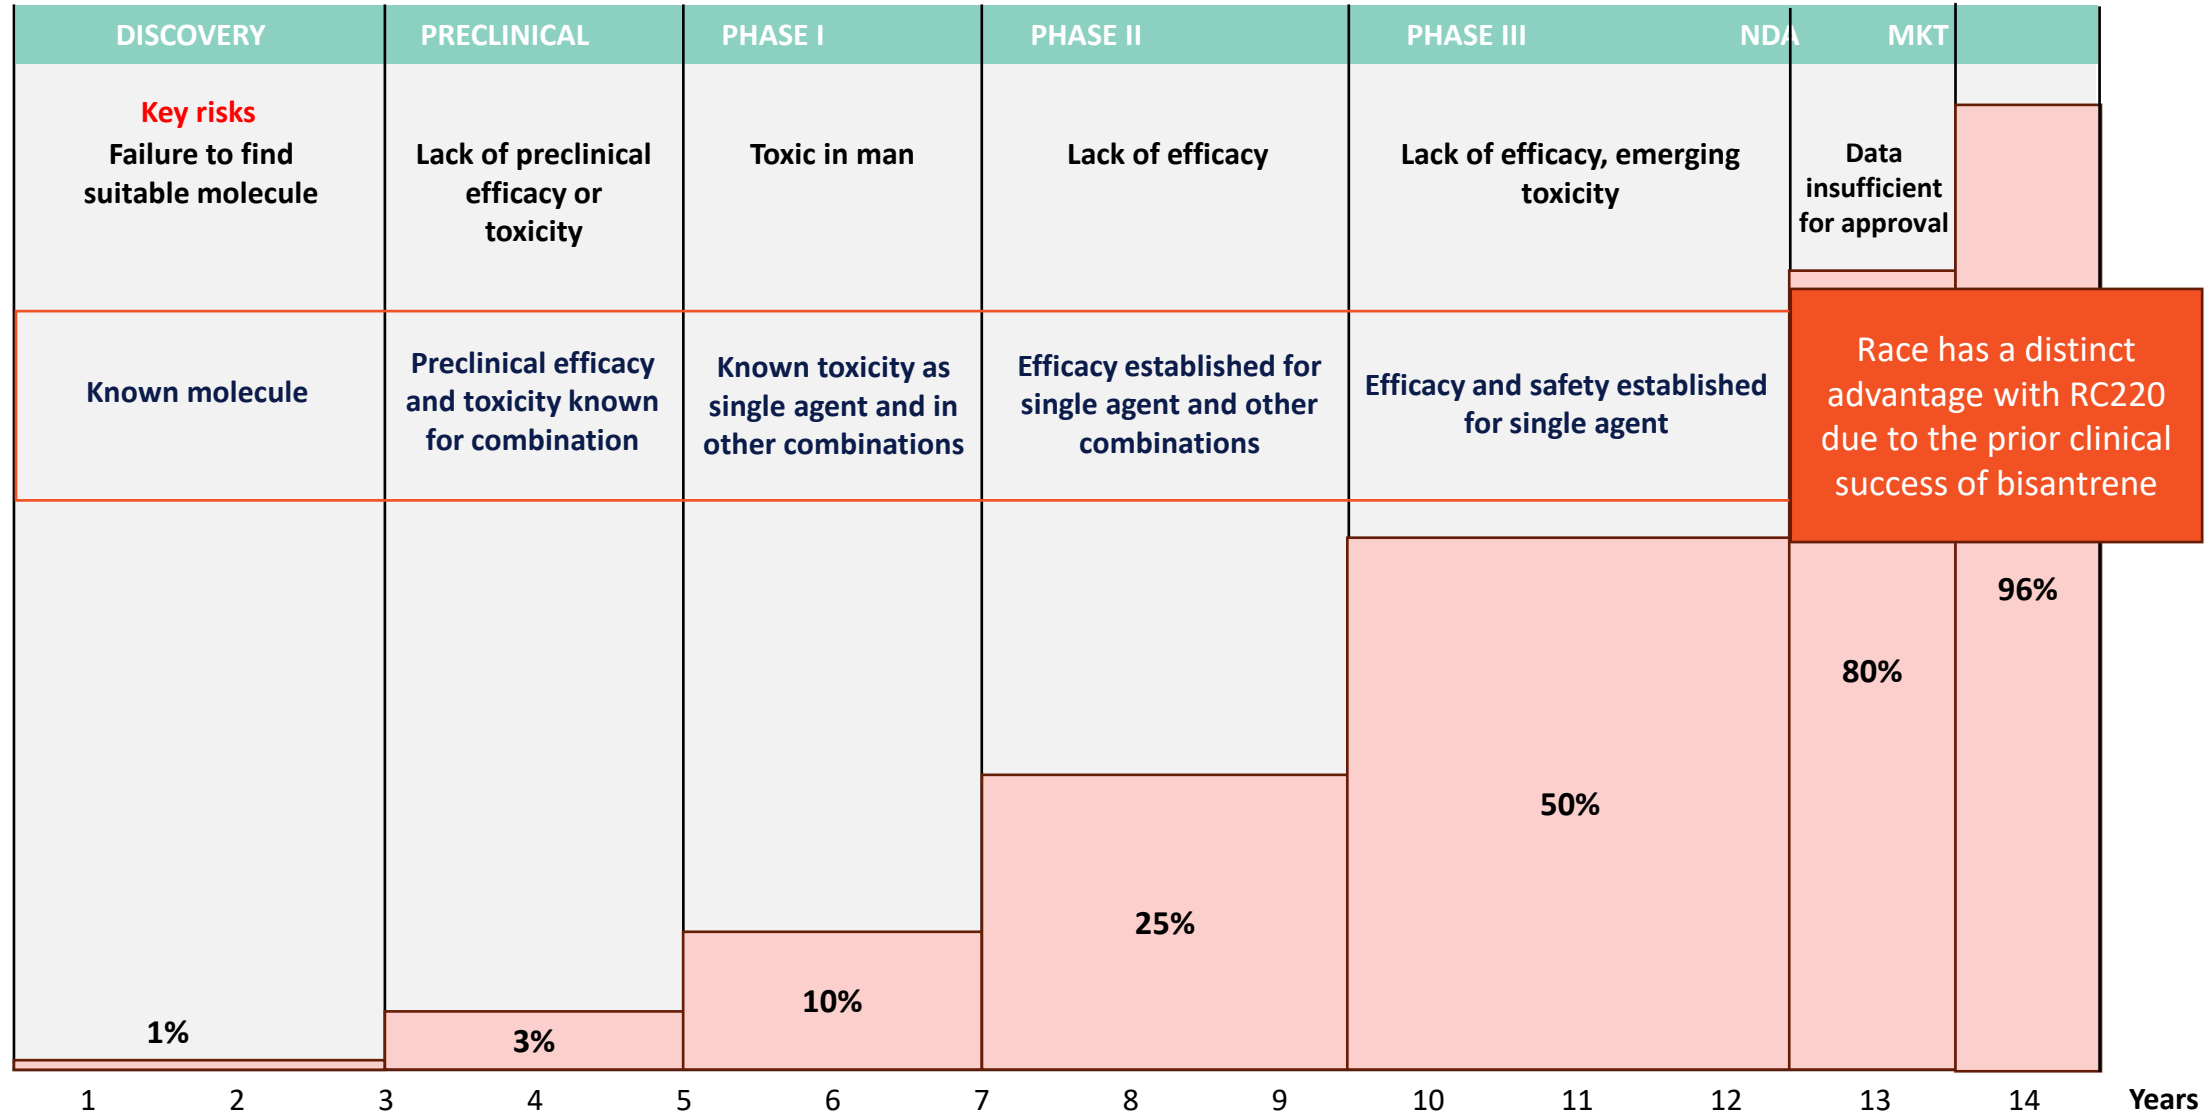 DISCOVERY
PRECLINICAL
PHASE I
PHASE II
PHASE III
NDA
MKT
Key risks
Failure to find
suitable molecule
Lack of preclinical
efficacy or
toxicity
Toxic in man
Lack of efficacy
Lack of efficacy, emerging
toxicity
Data
insufficient
for approval
Known molecule
Preclinical efficacy
and toxicity known
for combination
Known toxicity as
single agent and in
other combinations
Efficacy established for
single agent and other
combinations
Efficacy and safety established
for single agent
Race has a distinct
advantage with RC220
due to the prior clinical
success of bisantrene
1%
3%
10%
25%
50%
80%
96%
1 2 3 4 5 6 7 8 9 10 11 12 13 14 Years